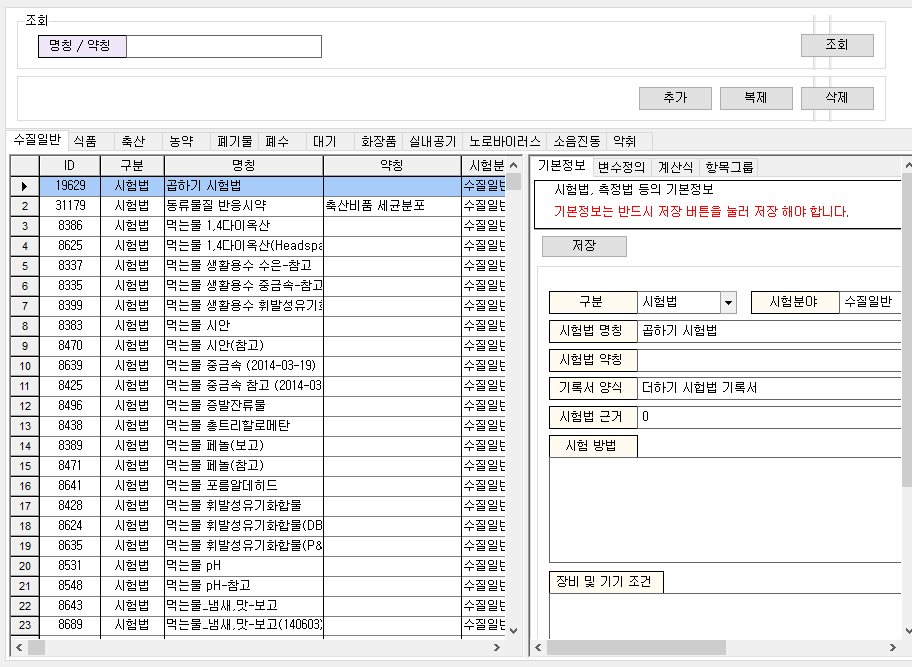 조회
명칭 / 약칭
조회
추가 복제 삭제
수질일반 식품 축산 농약 폐기물 폐수 대기 화장품 실내공기 노로바이러스 소음진동 악취
ID 구분 명칭 약칭 시험분
19629 시험법 곱하기 시험법 수질일반
2 31179 시험법 동류물질 반응시약 축산비품 세균분포 수질일반
3 8386 시험법 먹는물 1,4다이옥산 수질일반
4 8625 시험법 먹는물 1,4다이옥산(Headspa 수질일반
5 8337 시험법 먹는물 생활용수 수은-참고 수질일반
6 8335 시험법 먹는물 생활용수 중금속-참고 수질일반
7 8399 시험법 먹는물 생활용수 휘발성유기화 수질일반
8 8383 시험법 먹는물 시안 수질일반
9 8470 시험법 먹는물 시안(참고) 수질일반
10 8639 시험법 먹는물 중금속 (2014-03-19) 수질일반
11 8425 시험법 먹는물 중금속 참고 (2014-03 수질일반
12 8496 시험법 먹는물 증발잔류물 수질일반
13 8438 시험법 먹는물 총트리할로메탄 수질일반
14 8389 시험법 먹는물 페놀(보고) 수질일반
15 8471 시험법 먹는물 페놀(참고) 수질일반
16 8641 시험법 먹는물 포름알데히드 수질일반
17 8428 시험법 먹는물 휘발성유기화합물 수질일반
18 8624 시험법 먹는물 휘발성유기화합물(DB 수질일반
19 8635 시험법 먹는물 휘발성유기화합물(P& 수질일반
20 8531 시험법 먹는물 pH 수질일반
21 8548 시험법 먹는물 pH-참고 수질일반
22 8643 시험법 먹는물_냄새,맛-보고 수질일반
23 8689 시험법 먹는물_냄새,맛-보고(140603) 수질일반
기본정보 변수정의 계산식 항목그룹
시험법, 측정법 등의 기본정보
기본정보는 반드시 저장 버튼을 눌러 저장 해야 합니다.
저장
구분 시험법 시험분야 수질일반
시험법 명칭 곱하기 시험법
시험법 약칭
기록서 양식 더하기 시험법 기록서
시험법 근거 0
시험 방법
장비 및 기기 조건